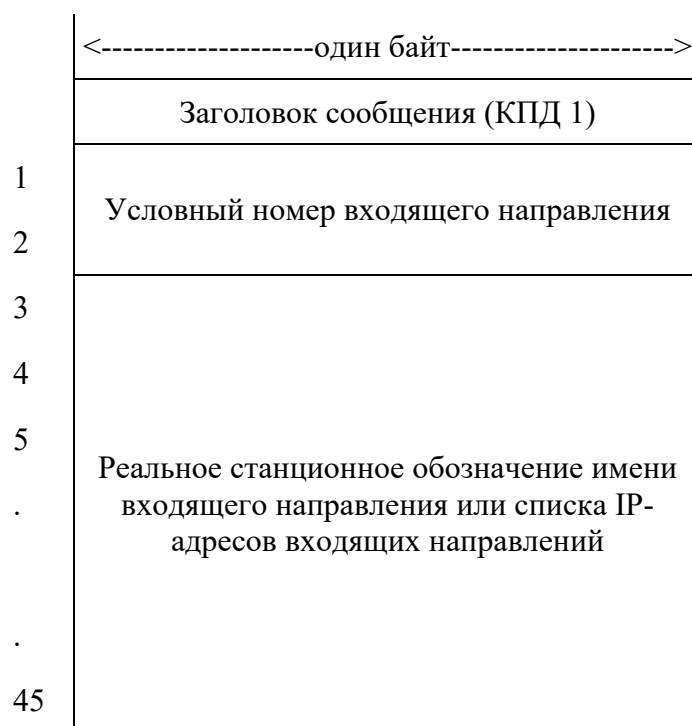 <--------------------один байт--------------------->
Заголовок сообщения (КПД 1)
1
Условный номер входящего направления
2
3
4
5
Реальное станционное обозначение имени
.
входящего направления или списка IP-
адресов входящих направлений
.
45